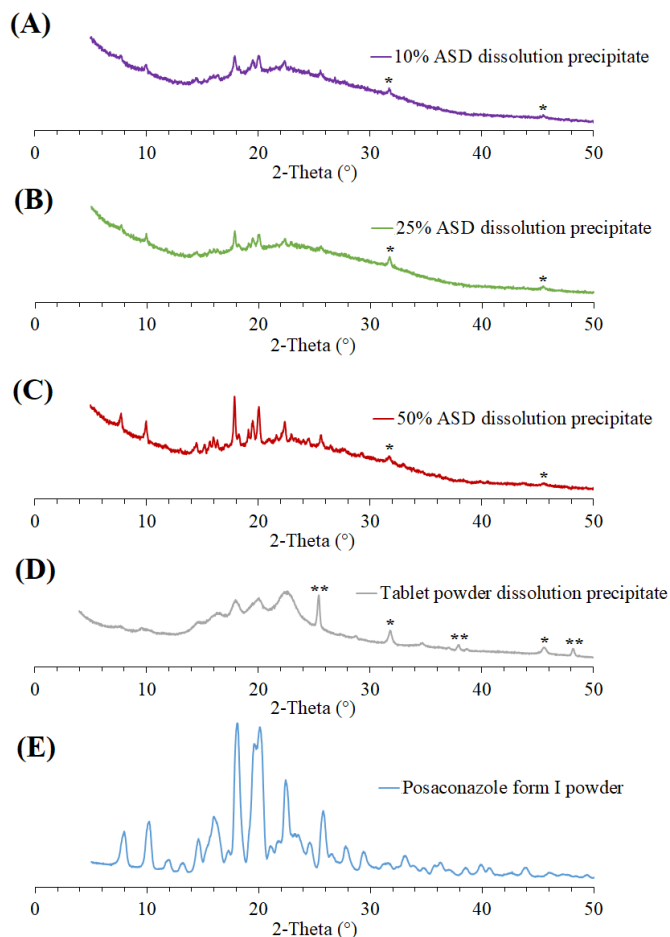 (A)
10% ASD dissolution precipitate
*
*
0 10 20 30 40 50
2-Theta (°)
(B)
25% ASD dissolution precipitate
*
*
0 10 20 30 40 50
2-Theta (°)
(C)
50% ASD dissolution precipitate
*
*
0 10 20 30 40 50
2-Theta (°)
(D)
** Tablet powder dissolution precipitate
* ** * **
0 10 20 30 40 50
2-Theta (°)
(E)
Posaconazole form I powder
0 10 20 30 40 50
2-Theta (°)